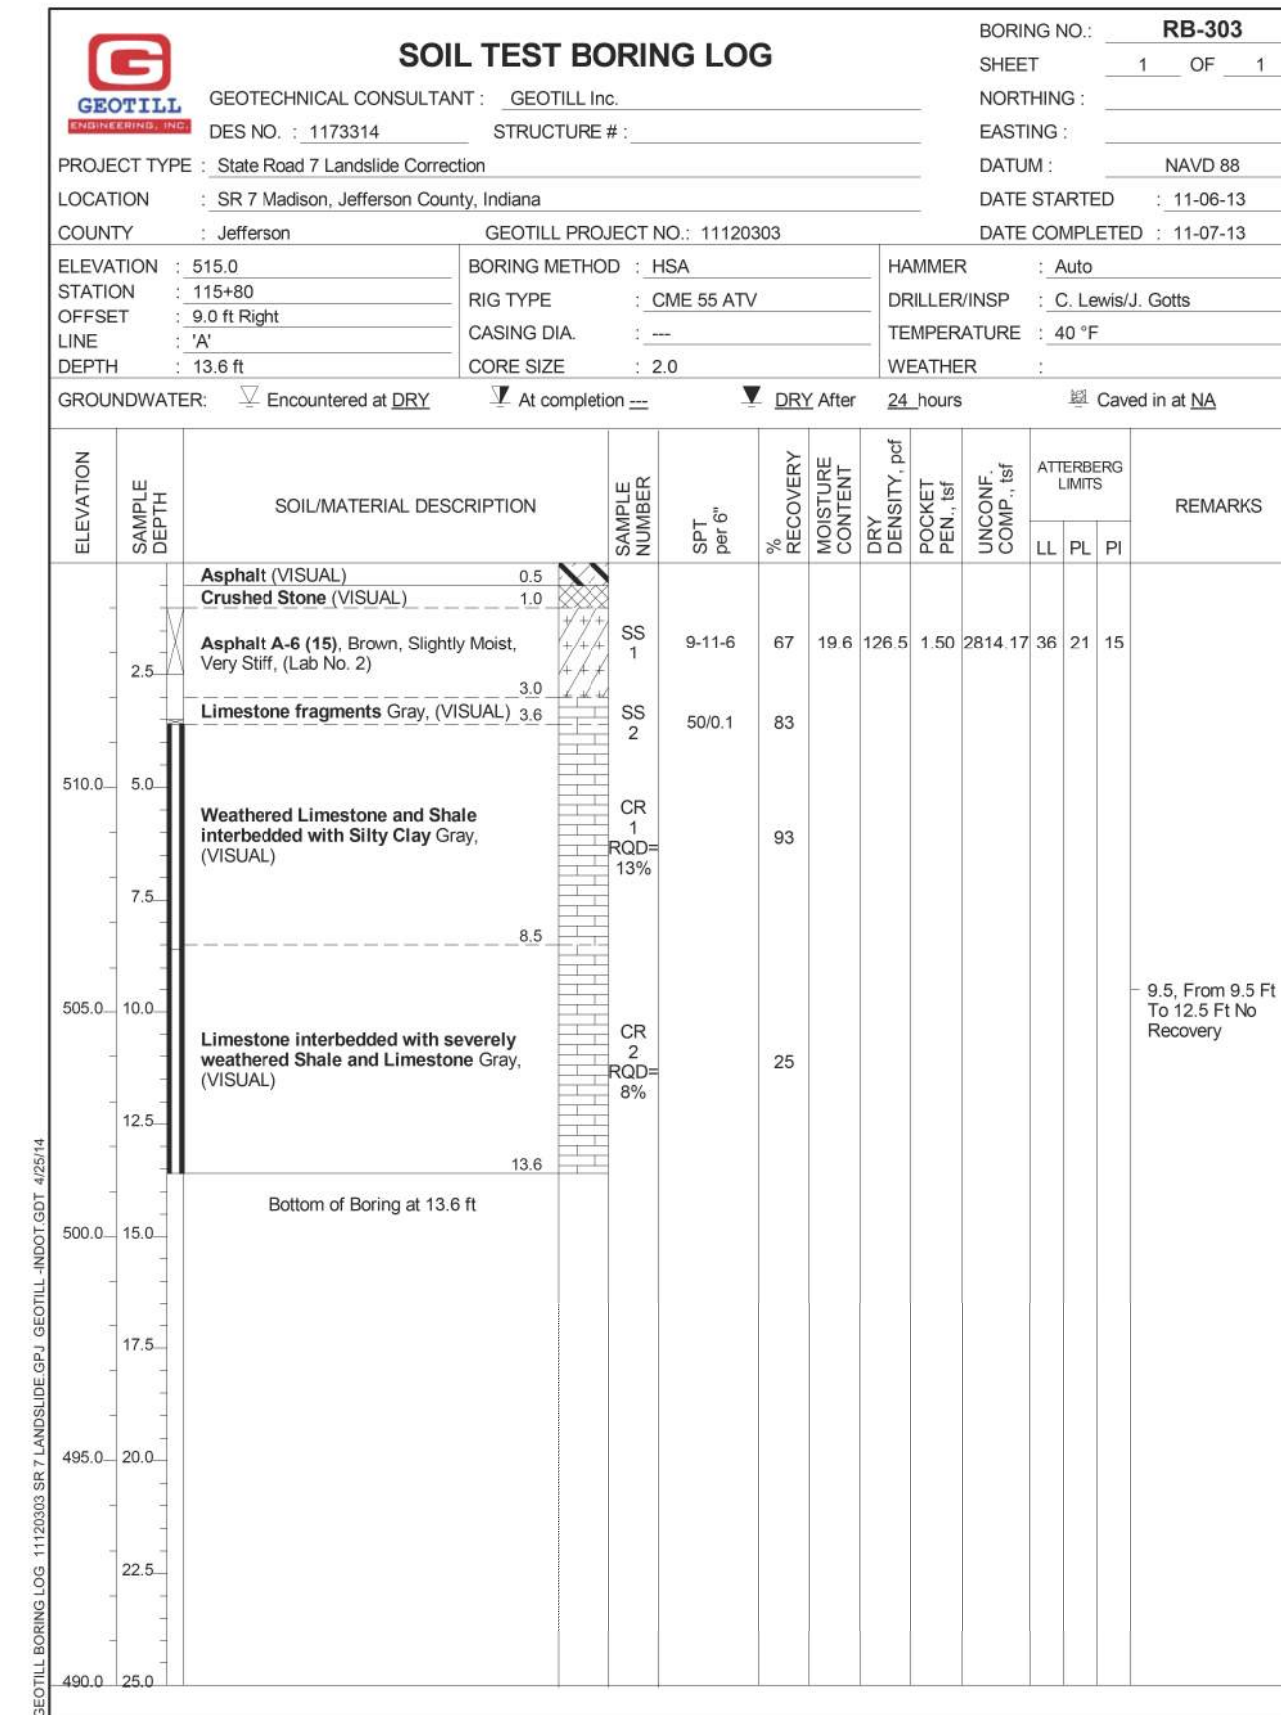 G
GEOTILL
ENGINEERING, INC.
SOIL TEST BORING LOG
BORING NO.: RB-303
SHEET 1 OF 1
GEOTECHNICAL CONSULTANT : GEOTILL Inc.
NORTHING :
DES NO. : 1173314 STRUCTURE # :
EASTING :
PROJECT TYPE : State Road 7 Landslide Correction
DATUM : NAVD 88
LOCATION : SR 7 Madison, Jefferson County, Indiana
DATE STARTED : 11-06-13
COUNTY : Jefferson GEOTILL PROJECT NO.: 11120303
DATE COMPLETED : 11-07-13
ELEVATION : 515.0
STATION : 115+80
OFFSET : 9.0 ft Right
LINE : 'A'
DEPTH : 13.6 ft
BORING METHOD : HSA
RIG TYPE : CME 55 ATV
CASING DIA. : ---
CORE SIZE : 2.0
HAMMER : Auto
DRILLER/INSP : C. Lewis/J. Gotts
TEMPERATURE : 40 °F
WEATHER :
GROUNDWATER: Encountered at DRY At completion --- DRY After 24 hours Caved in at NA
ELEVATION
SAMPLE DEPTH
SOIL/MATERIAL DESCRIPTION
SAMPLE NUMBER
SPT per 6"
% RECOVERY
MOISTURE CONTENT
DRY DENSITY, pcf
POCKET PEN., tsf
UNCONF. COMP., tsf
ATTERBERG LIMITS
LL PL PI
REMARKS
Asphalt (VISUAL) 0.5
Crushed Stone (VISUAL) 1.0
Asphalt A-6 (15), Brown, Slightly Moist,
Very Stiff, (Lab No. 2)
SS
1
9-11-6 67 19.6 126.5 1.50 2814.17 36 21 15
2.5
3.0
Limestone fragments Gray, (VISUAL) 3.6
SS
2
50/0.1 83
510.0 5.0
Weathered Limestone and Shale
interbedded with Silty Clay Gray,
(VISUAL)
CR
1
RQD=
13%
93
7.5
8.5
9.5, From 9.5 Ft
To 12.5 Ft No
Recovery
505.0 10.0
Limestone interbedded with severely
weathered Shale and Limestone Gray,
(VISUAL)
CR
2
RQD=
8%
25
12.5
13.6
Bottom of Boring at 13.6 ft
500.0 15.0
17.5
495.0 20.0
22.5
490.0 25.0
GEOTILL BORING LOG 11120303 SR 7 LANDSLIDE.GPJ GEOTILL -INDOT.GDT 4/25/14